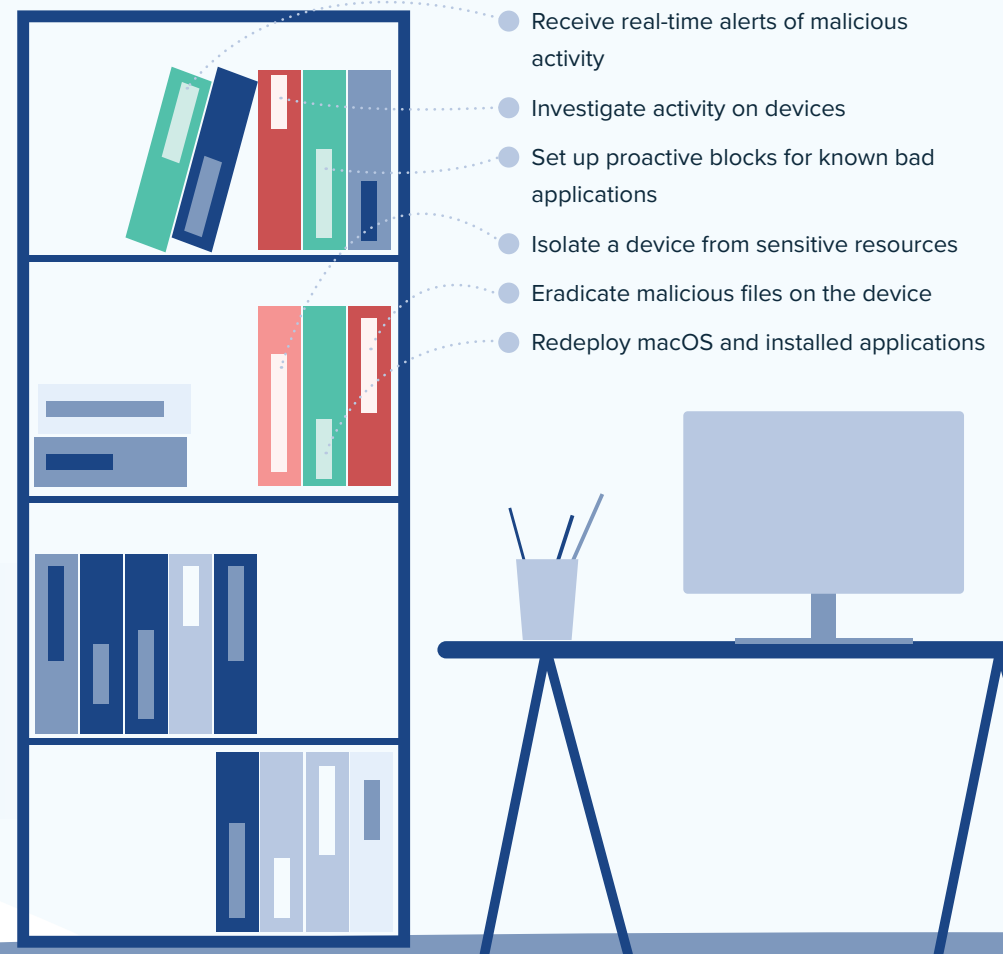 Receive real-time alerts of malicious
activity
Investigate activity on devices
Set up proactive blocks for known bad
applications
Isolate a device from sensitive resources
Eradicate malicious files on the device
Redeploy macOS and installed applications